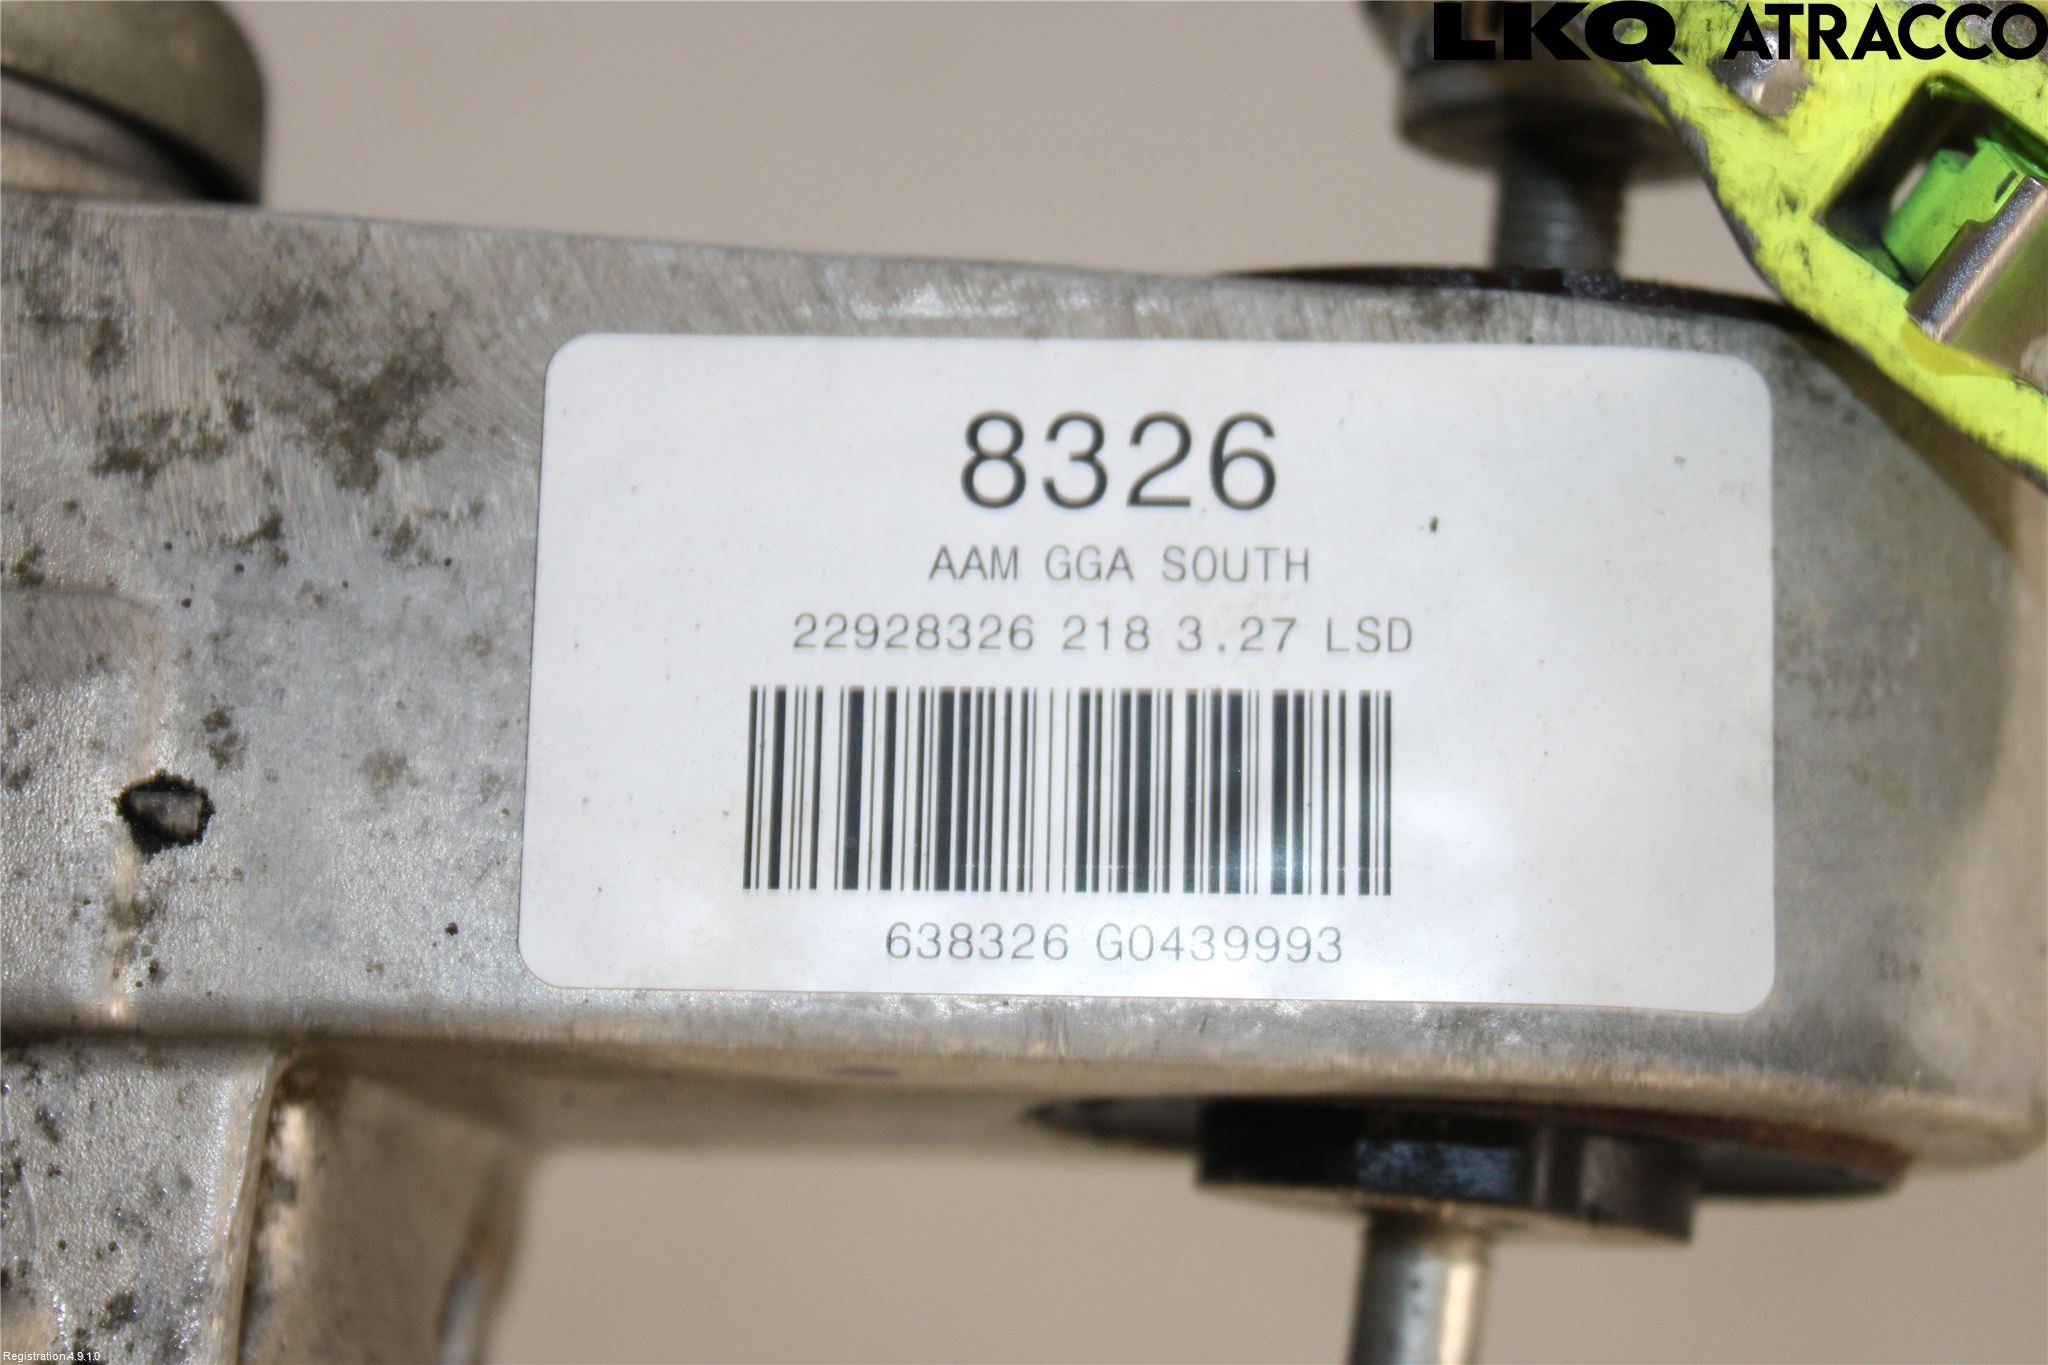 LKQ ATRACCO
8326
AAM GGA SOUTH
22928326 218 3.27 LSD
638326 G0439993
Registration 4.9.1.0